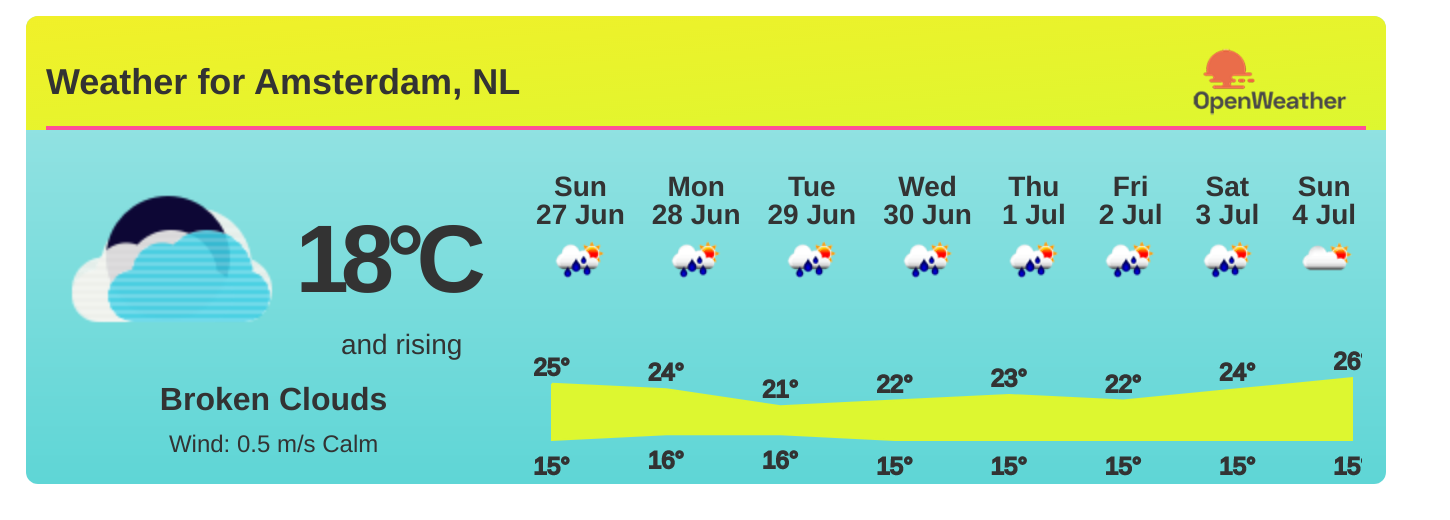 Weather for Amsterdam, NL
OpenWeather
18°C
and rising
Broken Clouds
Wind: 0.5 m/s Calm
Sun Mon Tue Wed Thu Fri Sat Sun
27 Jun 28 Jun 29 Jun 30 Jun 1 Jul 2 Jul 3 Jul 4 Jul
25° 24° 21° 22° 23° 22° 24° 26°
15° 16° 16° 15° 15° 15° 15° 15°